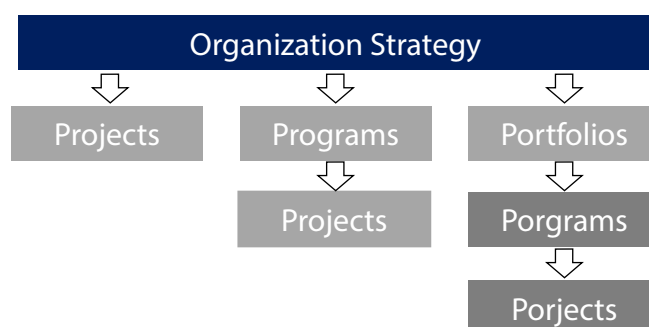 Organization Strategy
Projects
Programs
Portfolios
Projects
Porgrams
Porjects